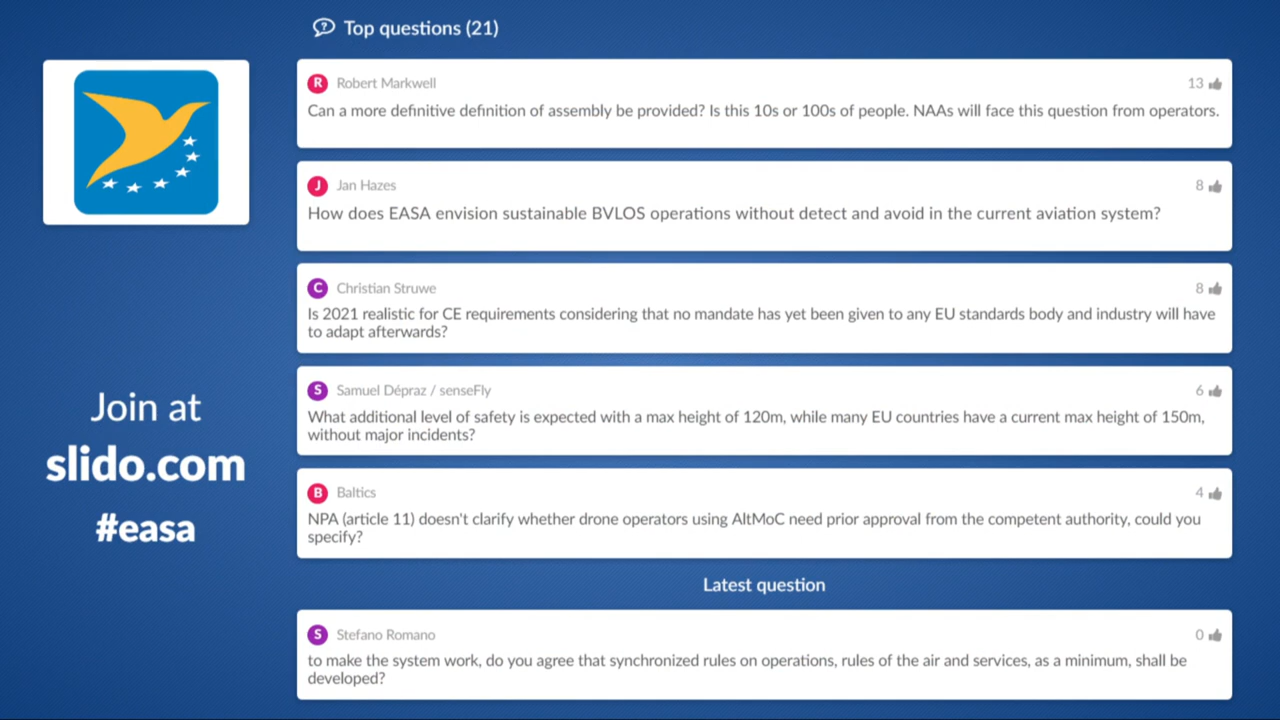 Top questions (21)
R Robert Markwell 13
Can a more definitive definition of assembly be provided? Is this 10s or 100s of people. NAAs will face this question from operators.
J Jan Hazes 8
How does EASA envision sustainable BVLOS operations without detect and avoid in the current aviation system?
C Christian Struwe 8
Is 2021 realistic for CE requirements considering that no mandate has yet been given to any EU standards body and industry will have
to adapt afterwards?
S Samuel Dépraz / senseFly 6
What additional level of safety is expected with a max height of 120m, while many EU countries have a current max height of 150m,
without major incidents?
B Baltics 4
NPA (article 11) doesn't clarify whether drone operators using AltMoC need prior approval from the competent authority, could you
specify?
Latest question
S Stefano Romano 0
to make the system work, do you agree that synchronized rules on operations, rules of the air and services, as a minimum, shall be
developed?
Join at
slido.com
#easa